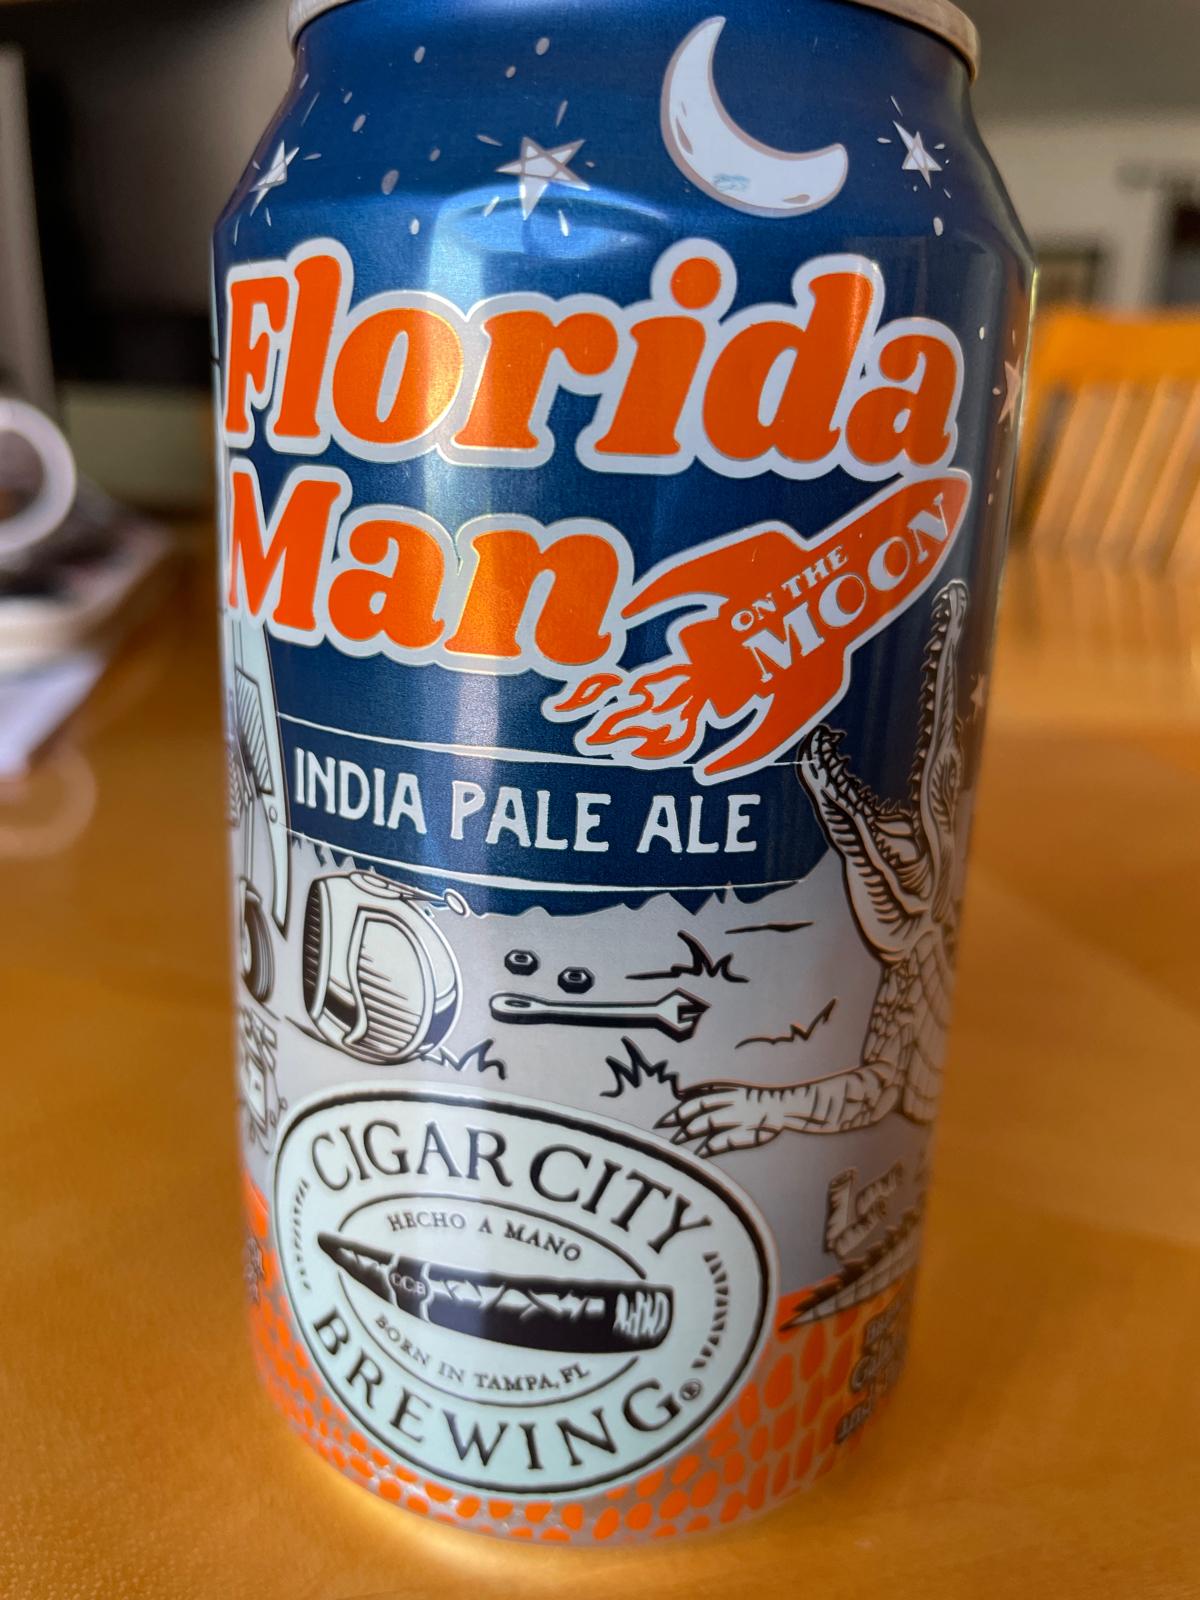 Florida
Man
ON THE
MOON
INDIA PALE ALE
CIGAR CITY
HECHO A MANO
CCB
BORN IN TAMPA, FL
BREWING®